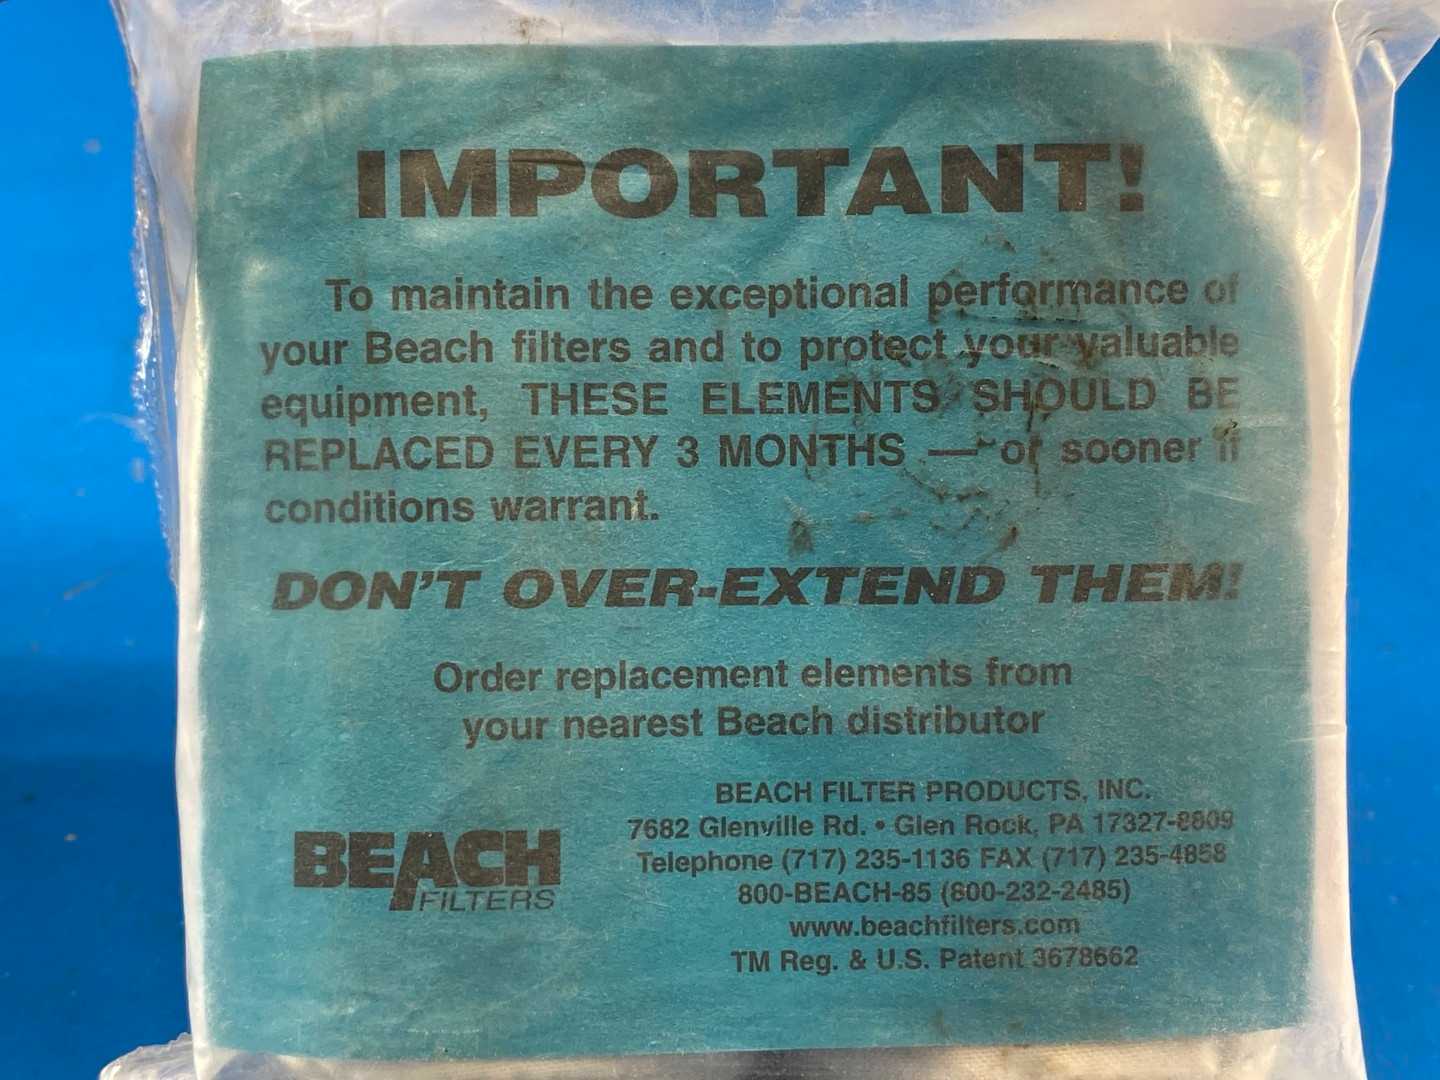 IMPORTANT!
To maintain the exceptional performance of
your Beach filters and to protect your valuable
equipment, THESE ELEMENTS SHOULD BE
REPLACED EVERY 3 MONTHS — or sooner if
conditions warrant.
DON'T OVER-EXTEND THEM!
Order replacement elements from
your nearest Beach distributor
BEACH
FILTERS
BEACH FILTER PRODUCTS, INC.
7682 Glenville Rd. • Glen Rock, PA 17327-8809
Telephone (717) 235-1136 FAX (717) 235-4858
800-BEACH-85 (800-232-2485)
www.beachfilters.com
TM Reg. & U.S. Patent 3678662